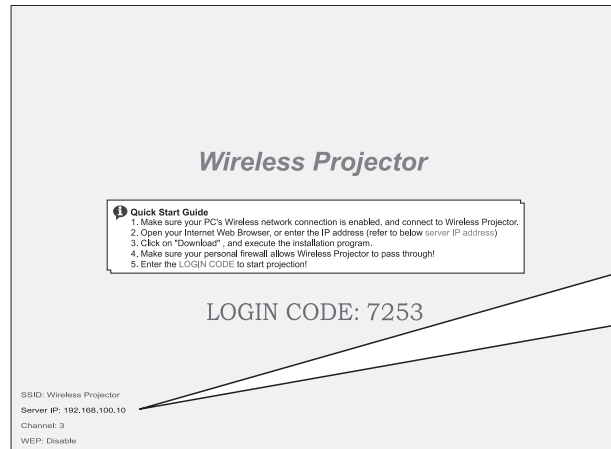 Wireless Projector
Quick Start Guide
1. Make sure your PC's Wireless network connection is enabled, and connect to Wireless Projector.
2. Open your Internet Web Browser, or enter the IP address (refer to below server IP address)
3. Click on "Download" , and execute the installation program.
4. Make sure your personal firewall allows Wireless Projector to pass through!
5. Enter the LOGIN CODE to start projection!
LOGIN CODE: 7253
SSID: Wireless Projector
Server IP: 192.168.100.10
Channel: 3
WEP: Disable